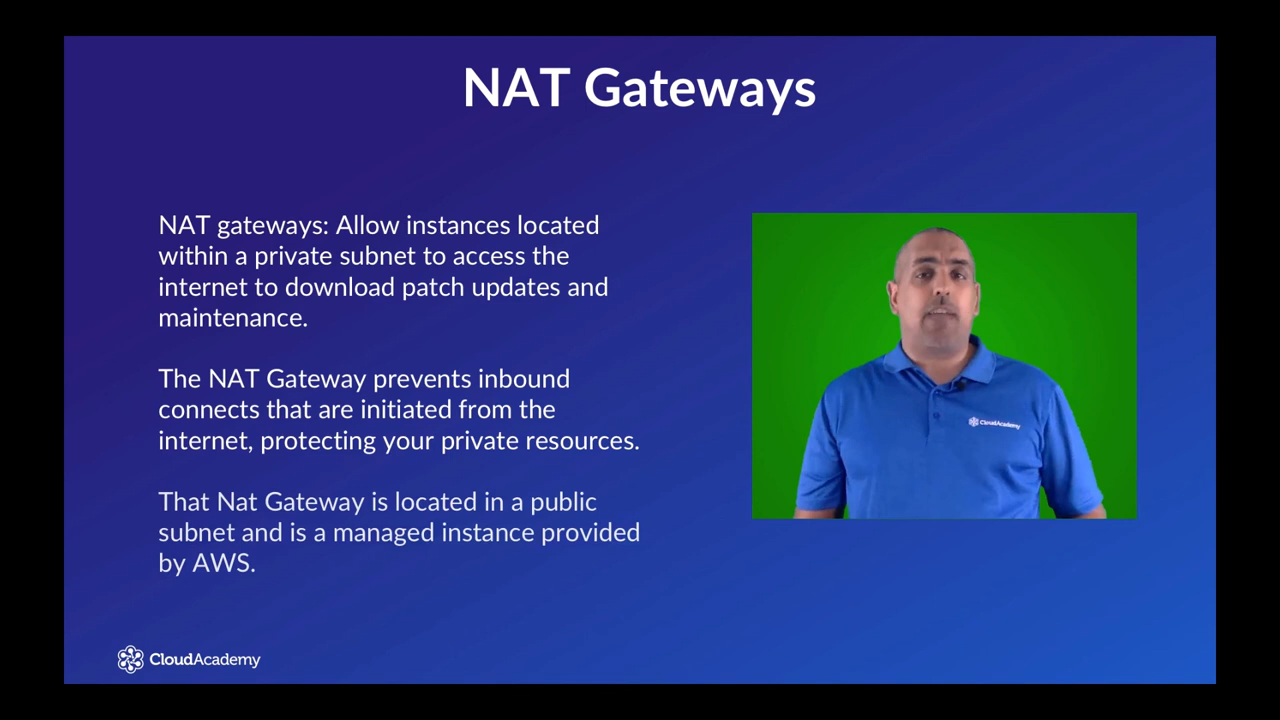 NAT Gateways
NAT gateways: Allow instances located
within a private subnet to access the
internet to download patch updates and
maintenance.
The NAT Gateway prevents inbound
connects that are initiated from the
internet, protecting your private resources.
That Nat Gateway is located in a public
subnet and is a managed instance provided
by AWS.
CloudAcademy
CloudAcademy